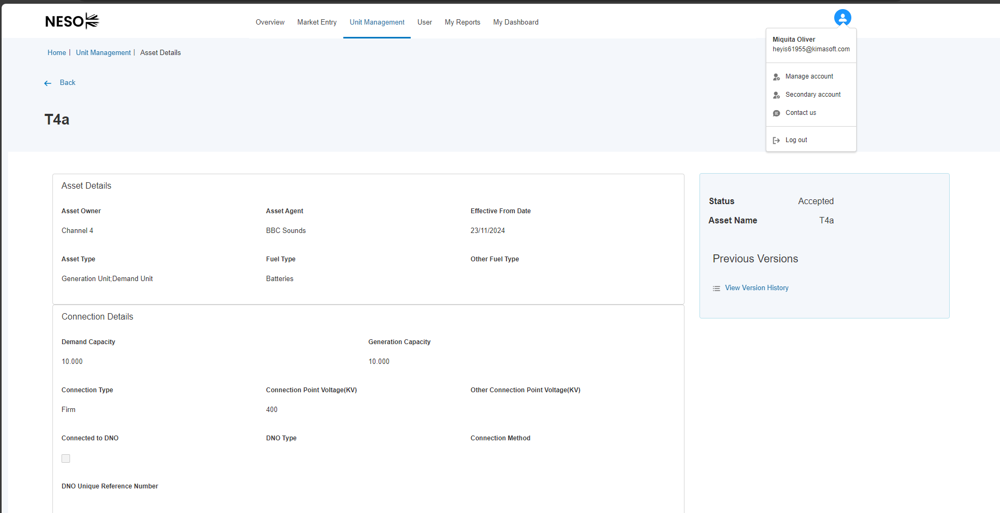 NESO
Overview Market Entry Unit Management User My Reports My Dashboard
Miquita Oliver
heyis61955@kimasoft.com
Manage account
Secondary account
Contact us
Log out
Home | Unit Management | Asset Details
Back
T4a
Asset Details
Asset Owner Asset Agent Effective From Date
Channel 4 BBC Sounds 23/11/2024
Asset Type Fuel Type Other Fuel Type
Generation Unit;Demand Unit Batteries
Status Accepted
Asset Name T4a
Previous Versions
View Version History
Connection Details
Demand Capacity Generation Capacity
10.000 10.000
Connection Type Connection Point Voltage(KV) Other Connection Point Voltage(KV)
Firm 400
Connected to DNO DNO Type Connection Method
DNO Unique Reference Number